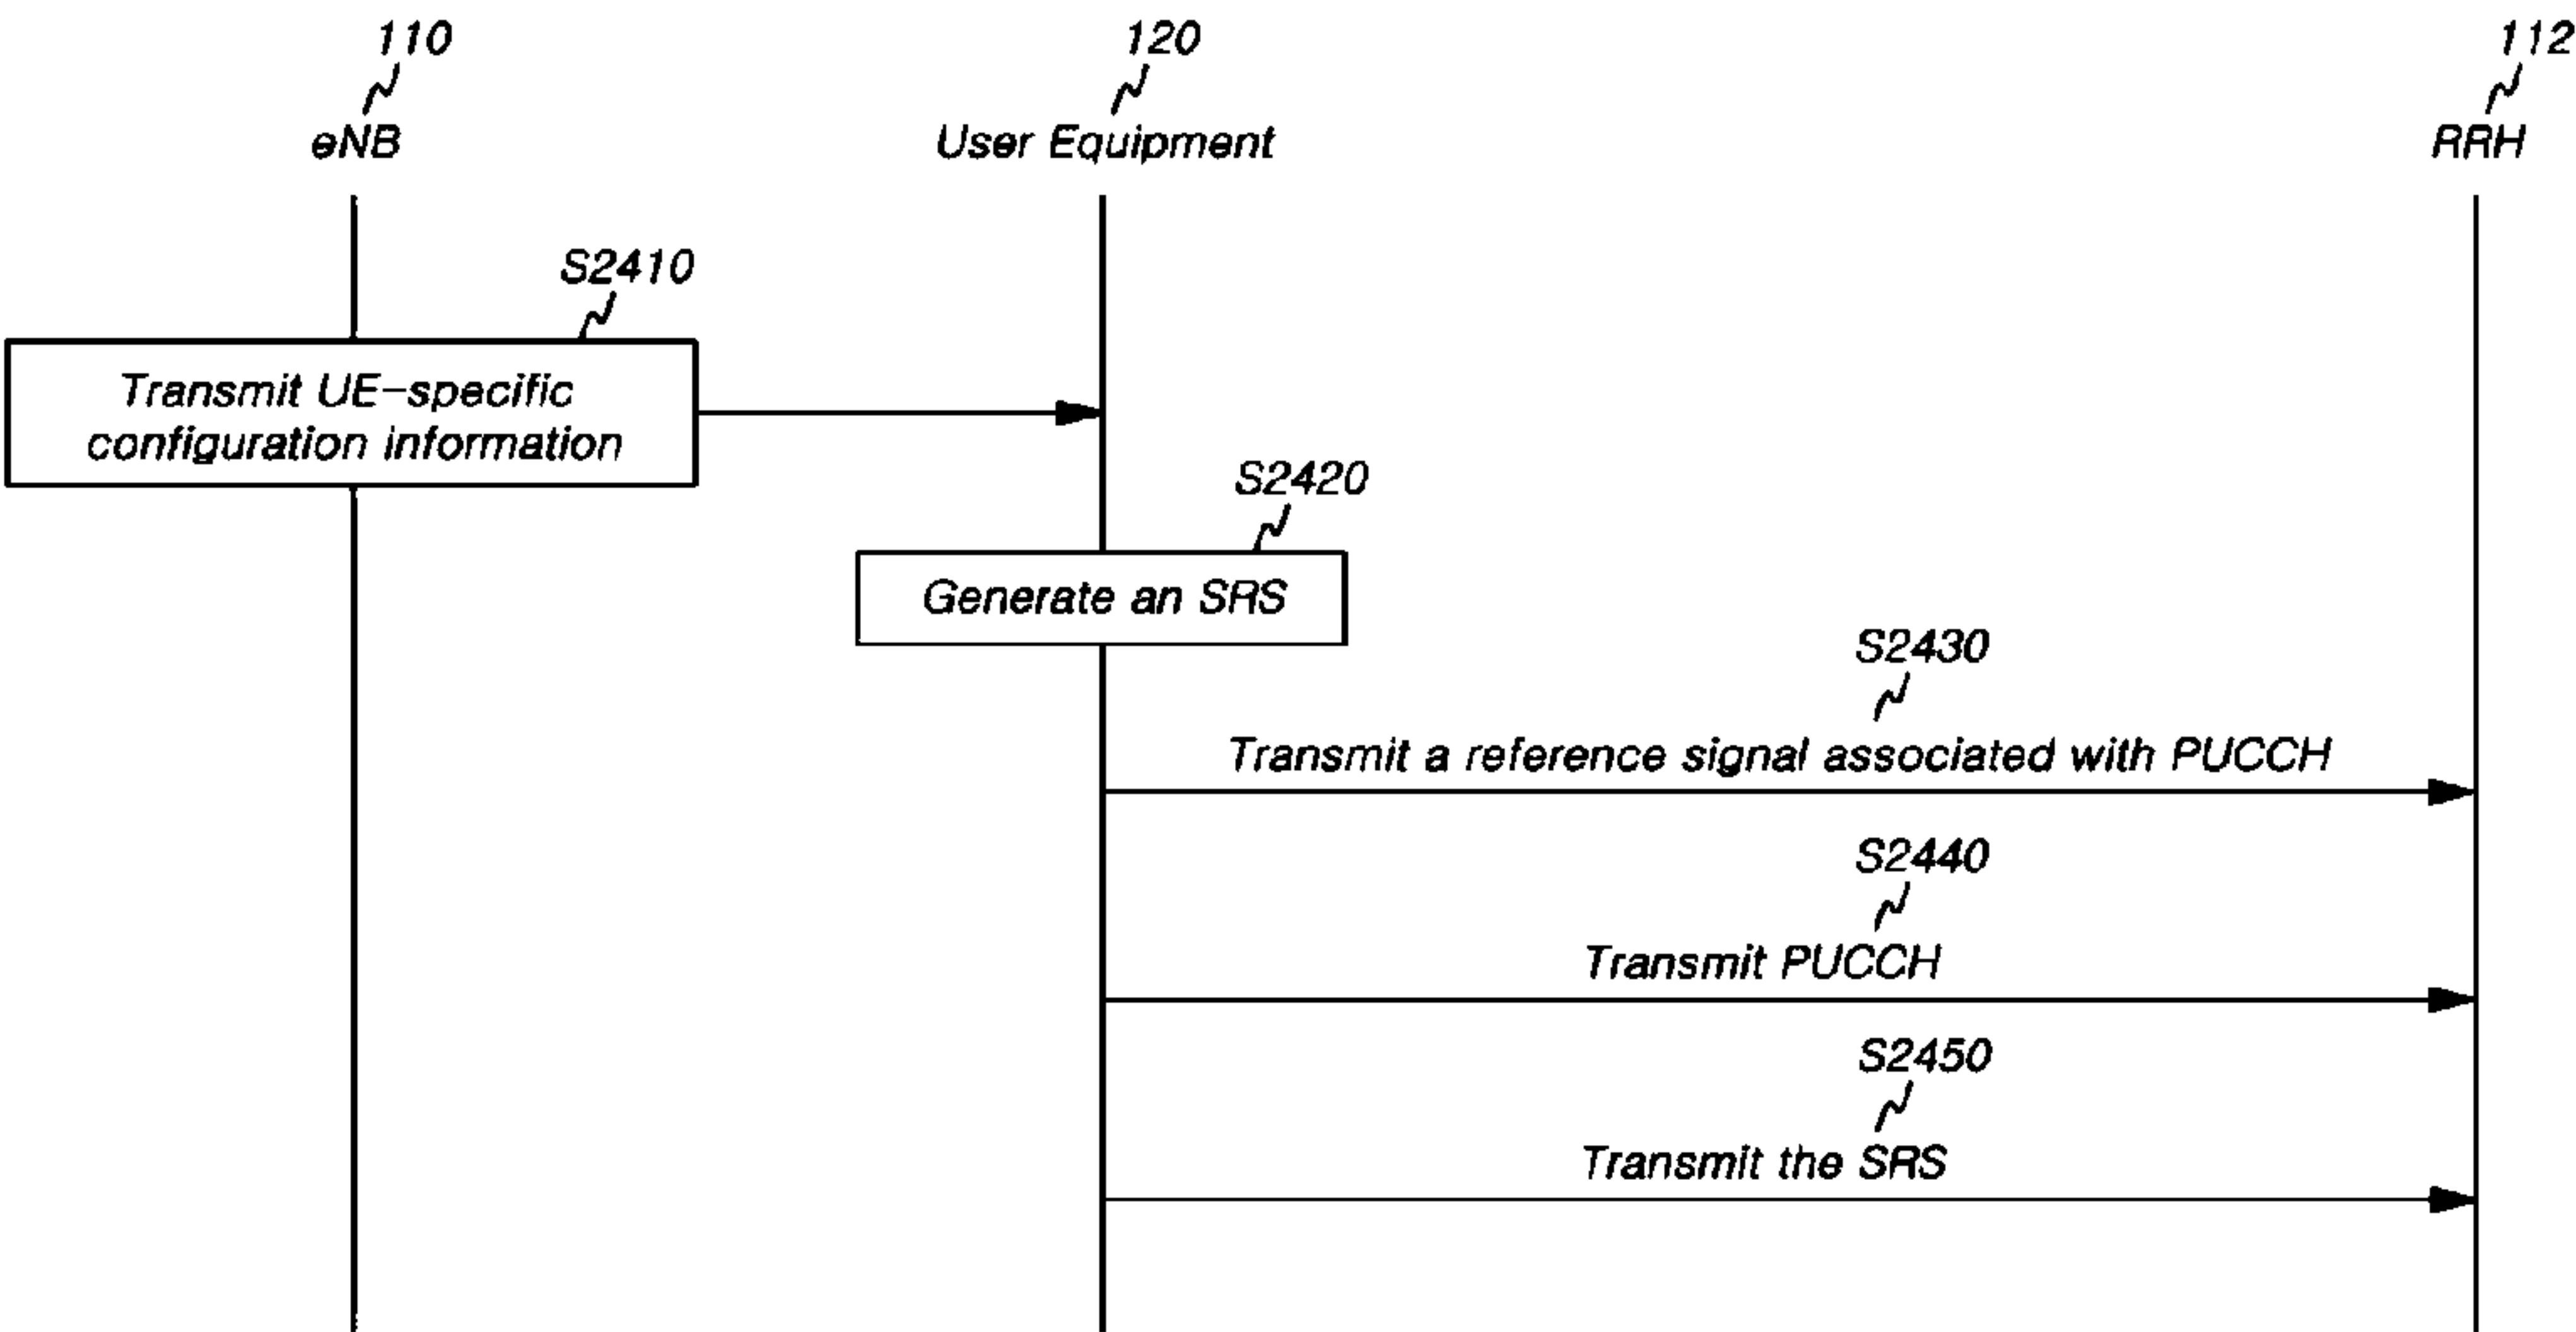 110
120
112
eNB
User Equipment
RRH
S2410
Transmit UE-specific
configuration information
S2420
Generate an SRS
S2430
Transmit a reference signal associated with PUCCH
S2440
Transmit PUCCH
S2450
Transmit the SRS